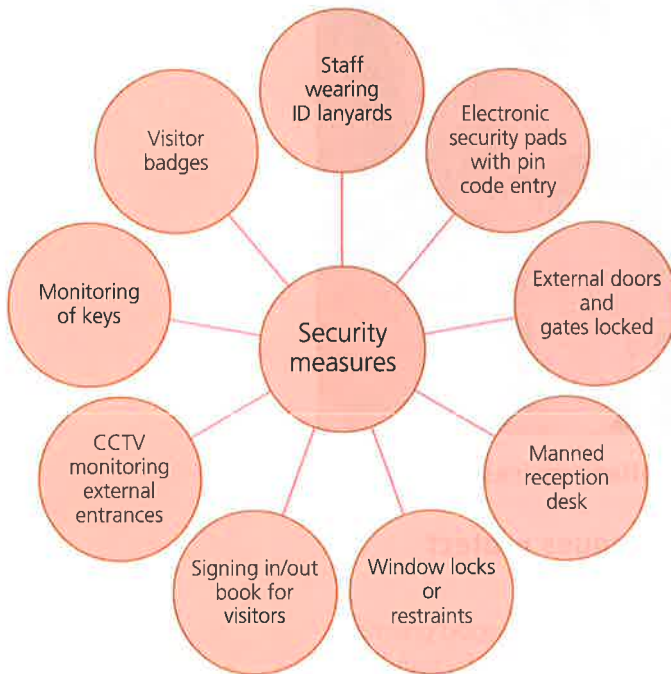 Security
measures
Staff
wearing
ID lanyards
Electronic
security pads
with pin
code entry
External doors
and
gates locked
Manned
reception
desk
Window locks
or
restraints
Signing in/out
book for
visitors
CCTV
monitoring
external
entrances
Monitoring
of keys
Visitor
badges